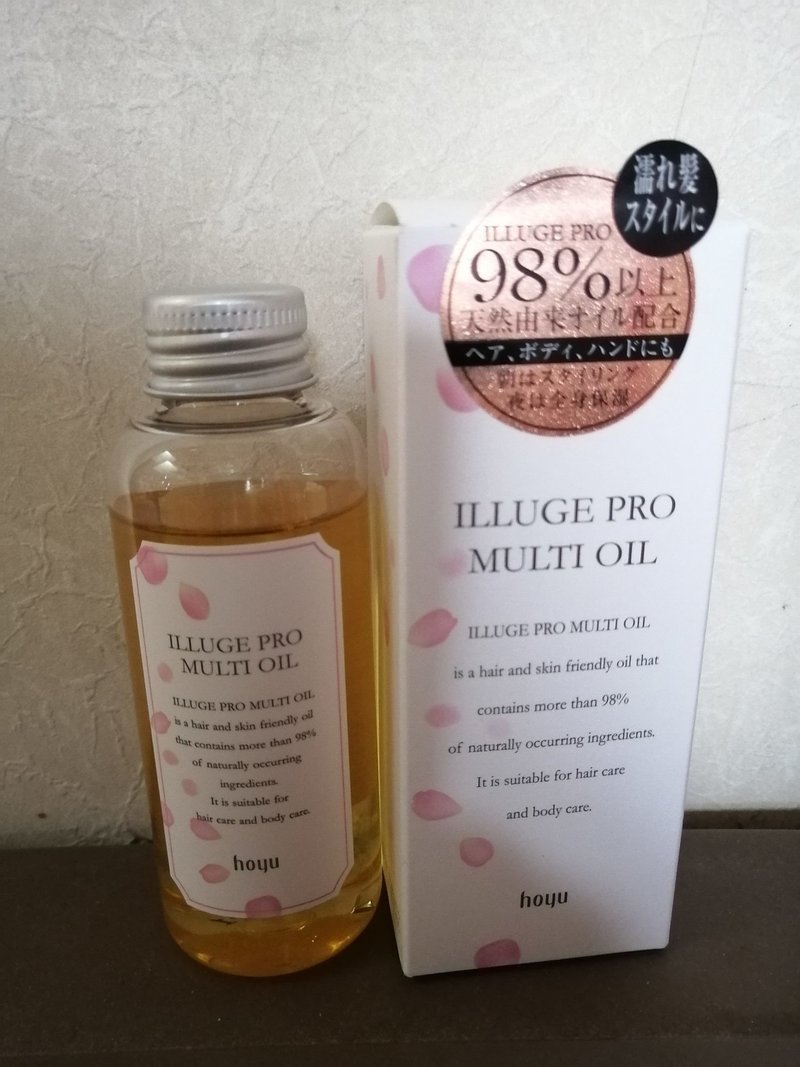 濡れ髪
スタイルに
ILLUGE PRO
98%以上
天然由来オイル配合
ヘア、ボディ、ハンドにも
朝はスタイリング
夜は全身保湿
ILLUGE PRO
MULTI OIL
ILLUGE PRO MULTI OIL
is a hair and skin friendly oil that
contains more than 98%
of naturally occurring ingredients.
It is suitable for hair care
and body care.
hoyu
ILLUGE PRO
MULTI OIL
ILLUGE PRO MULTI OIL
is a hair and skin friendly oil
that contains more than 98%
of naturally occurring
ingredients.
It is suitable for
hair care and body care.
hoyu